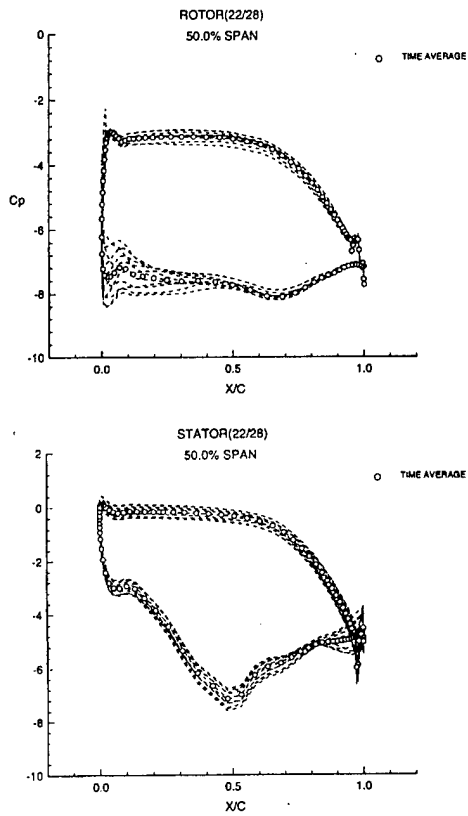 ROTOR(22/28)
50.0% SPAN
TIME AVERAGE
0
-2
-4
Cp
-6
-8
-10
0.0 0.5 1.0
X/C
STATOR(22/28)
50.0% SPAN
TIME AVERAGE
2
0
-2
-4
-6
-8
-10
0.0 0.5 1.0
X/C